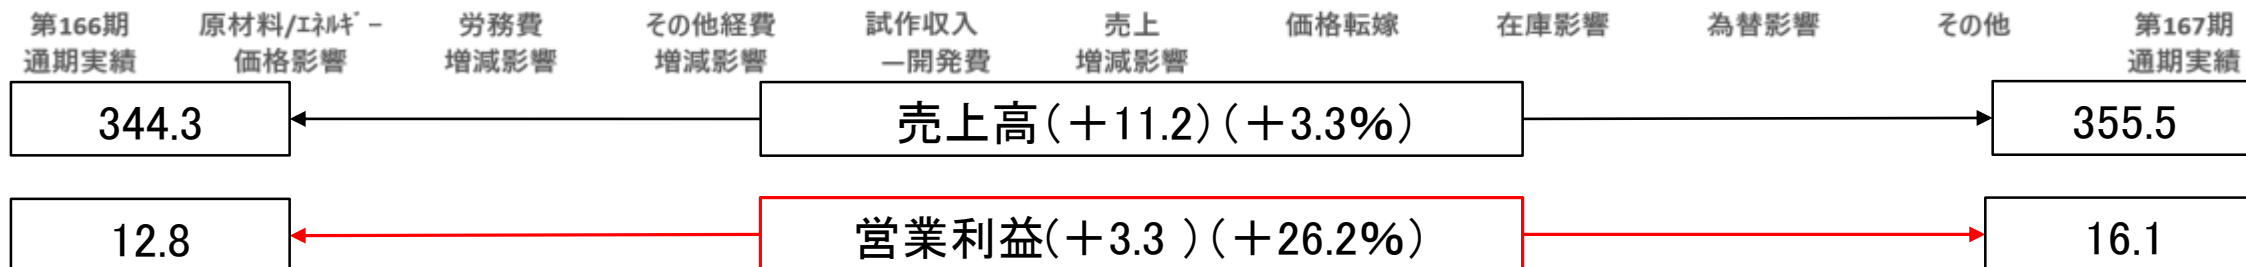 第166期
通期実績
原材料/ｴﾈﾙｷﾞｰ
価格影響
労務費
増減影響
その他経費
増減影響
試作収入
―開発費
売上
増減影響
価格転嫁
在庫影響
為替影響
その他
第167期
通期実績
344.3
売上高(＋11.2)(＋3.3%)
355.5
12.8
営業利益(＋3.3 )(＋26.2%)
16.1